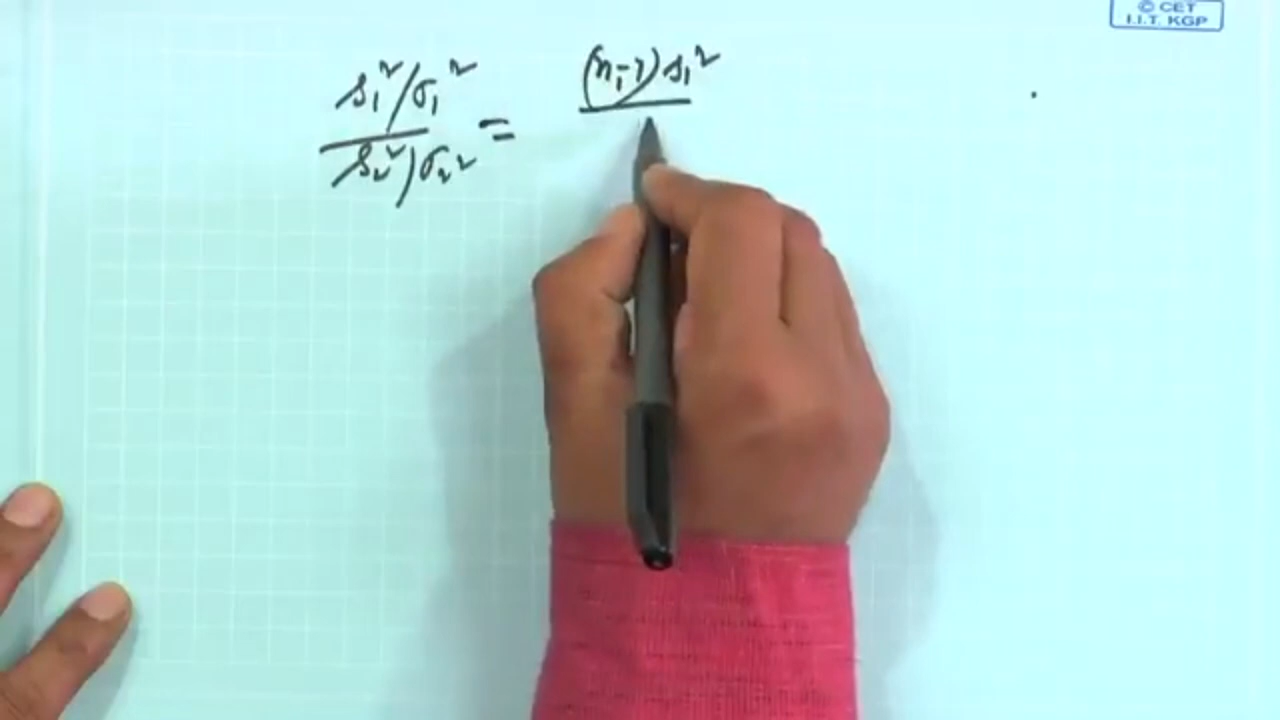 © CET
I.I.T. KGP
s₁²/σ₁² / s₂²/σ₂² = (n₁-1)s₁²